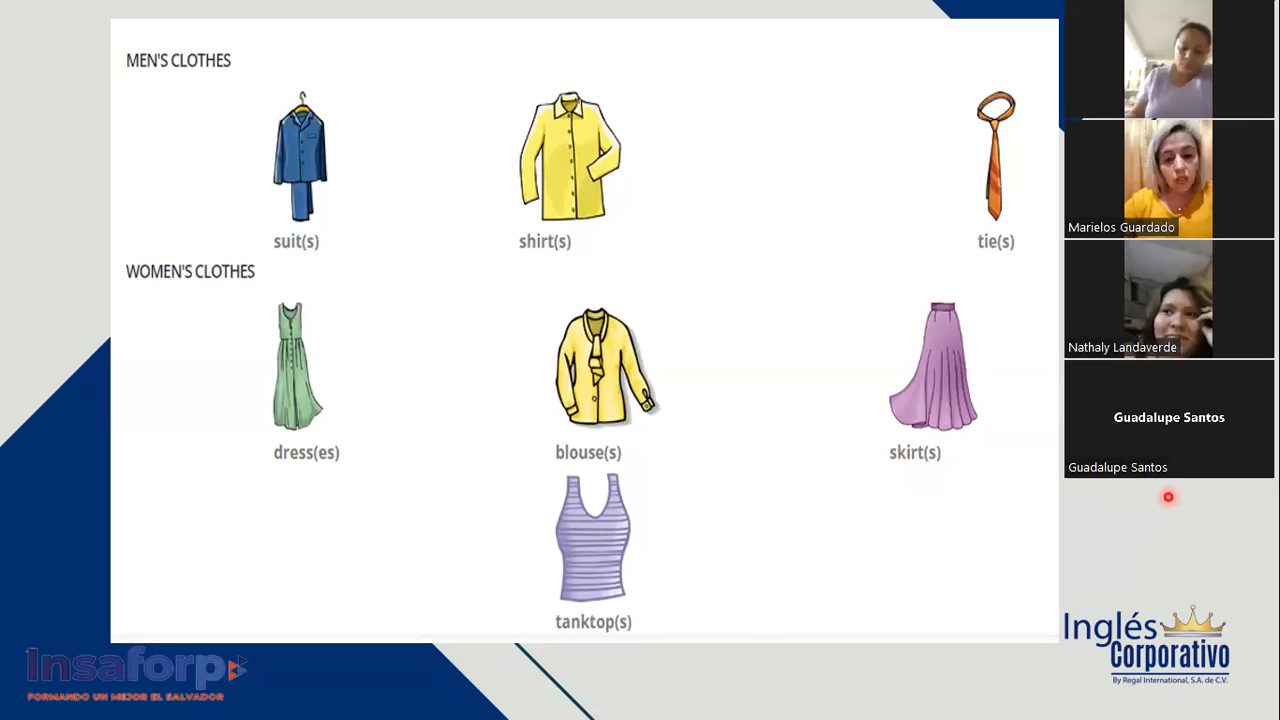 MEN'S CLOTHES
suit(s)
shirt(s)
tie(s)
WOMEN'S CLOTHES
dress(es)
blouse(s)
skirt(s)
tanktop(s)
Marielos Guardado
Nathaly Landaverde
Guadalupe Santos
Guadalupe Santos
Insaforp
FORMANDO UN MEJOR EL SALVADOR
Inglés
Corporativo
By Regal International, S.A. de C.V.